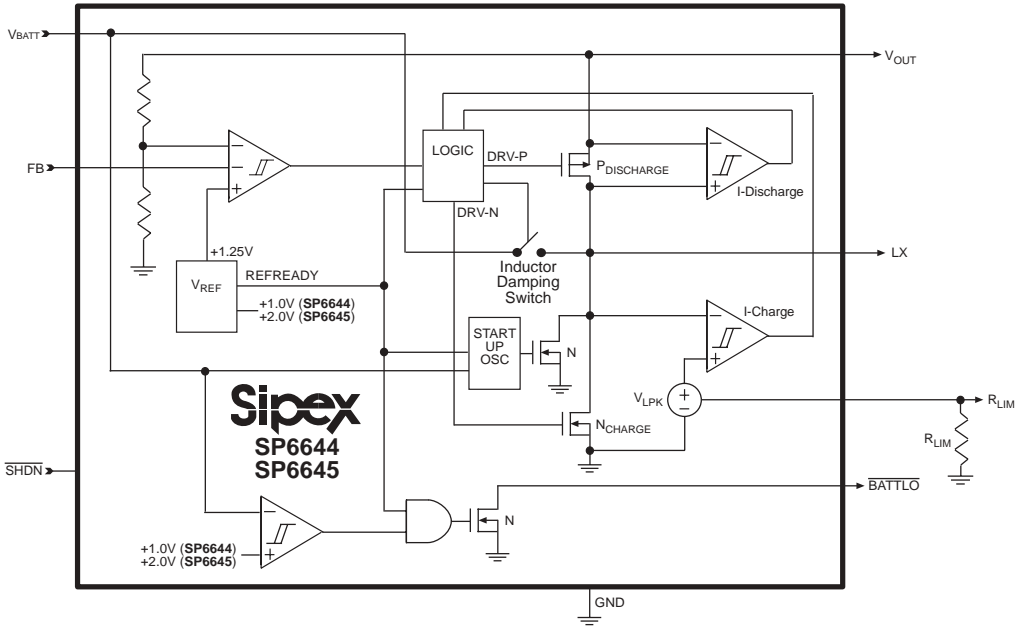 VBATT
VOUT
LOGIC
DRV-P
PDISCHARGE
−
+
I-Discharge
FB
−
−
+
DRV-N
+1.25V
LX
VREF
REFREADY
Inductor
Damping
Switch
+1.0V (SP6644)
+2.0V (SP6645)
I-Charge
START
UP
OSC
N
−
+
VLPK
+
−
RLIM
Sipex
SP6644
SP6645
NCHARGE
RLIM
SHDN
BATTLO
−
+
N
+1.0V (SP6644)
+2.0V (SP6645)
GND